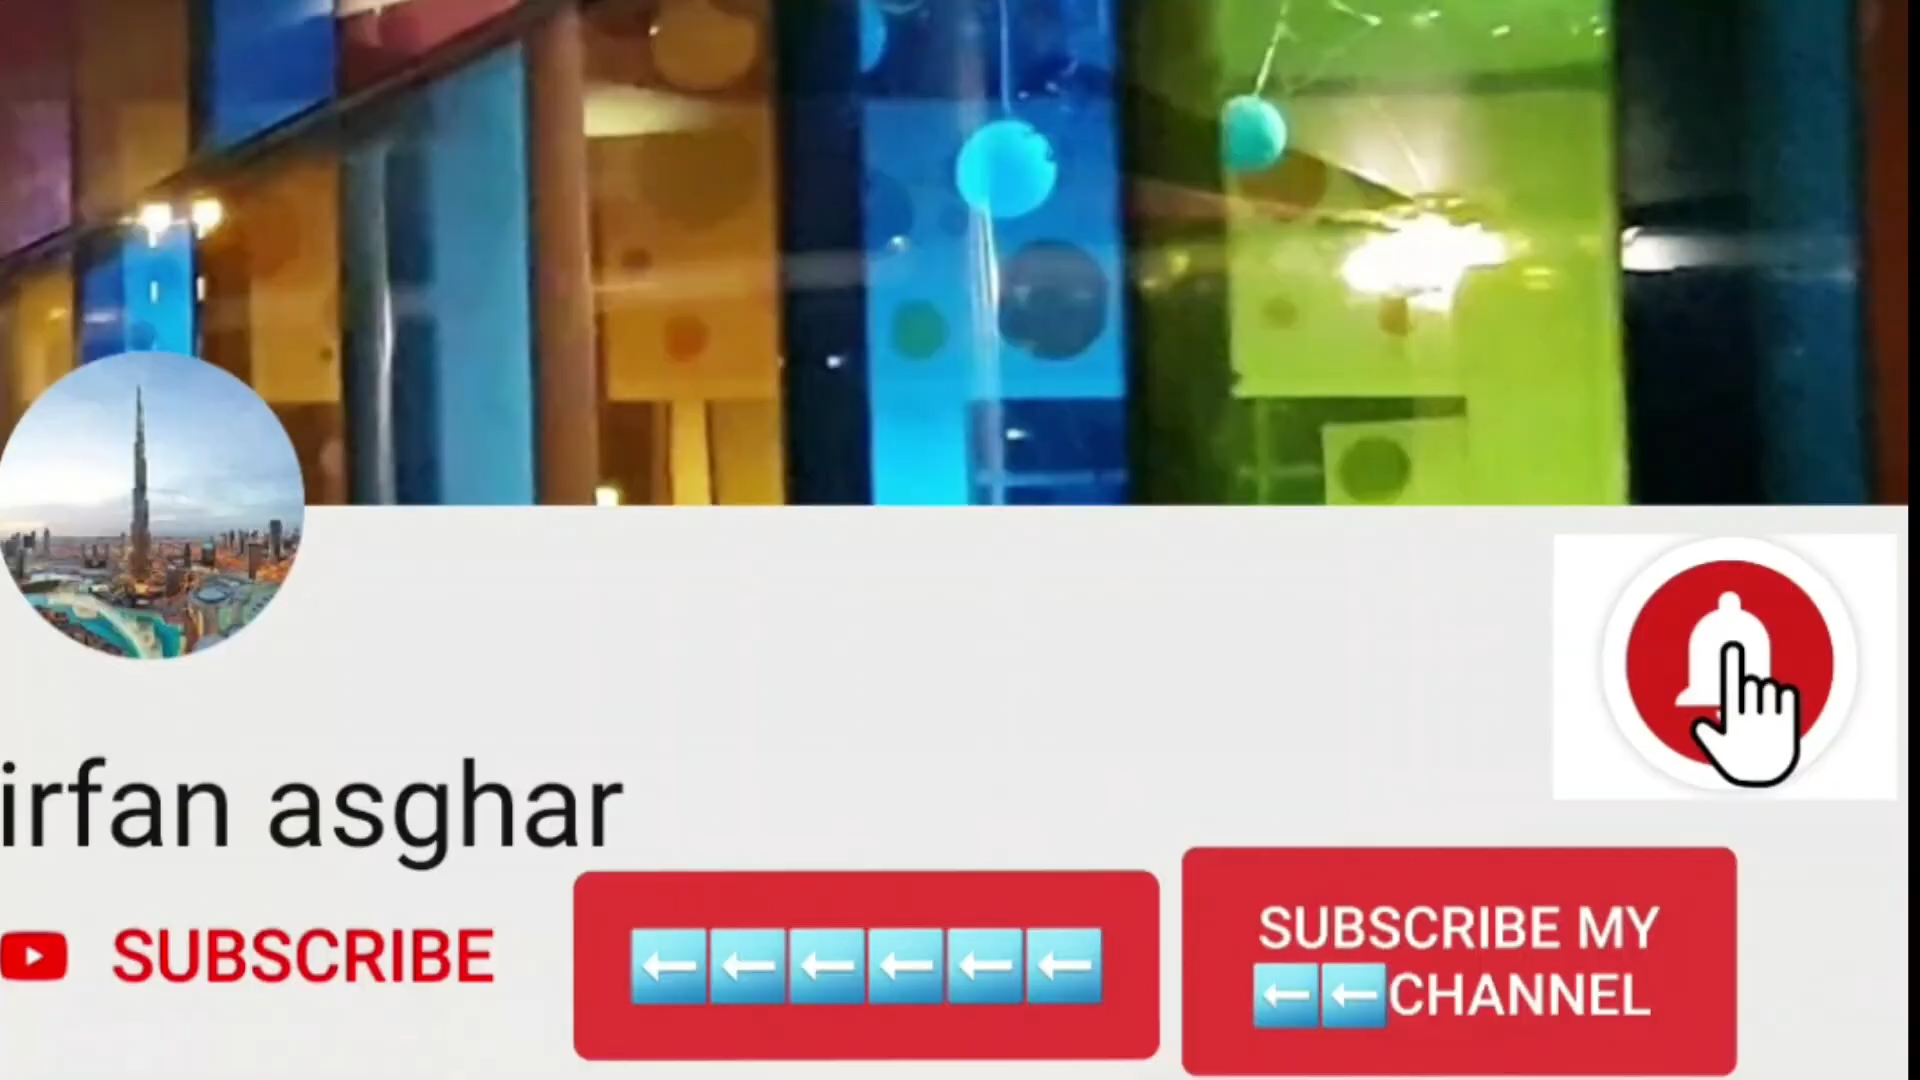 irfan asghar
SUBSCRIBE
⬅️⬅️⬅️⬅️⬅️⬅️
SUBSCRIBE MY
⬅️⬅️CHANNEL